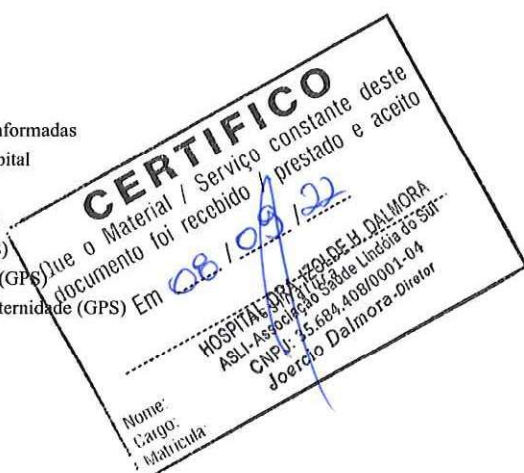 nformadas
pital
(GPS)
ternidade (GPS)
CERTIFICO
Que o Material / Serviço constante deste
documento foi recebido / prestado e aceito
Em 08 / 09 / 22
HOSPITAL DRA. IZOLDE H. DALMORA
ASLI-Associação Saúde Lindóia do Sul
CNPJ: 35.684.408/0001-04
Joercio Dalmora-Diretor
Nome:
Cargo:
Matrícula: